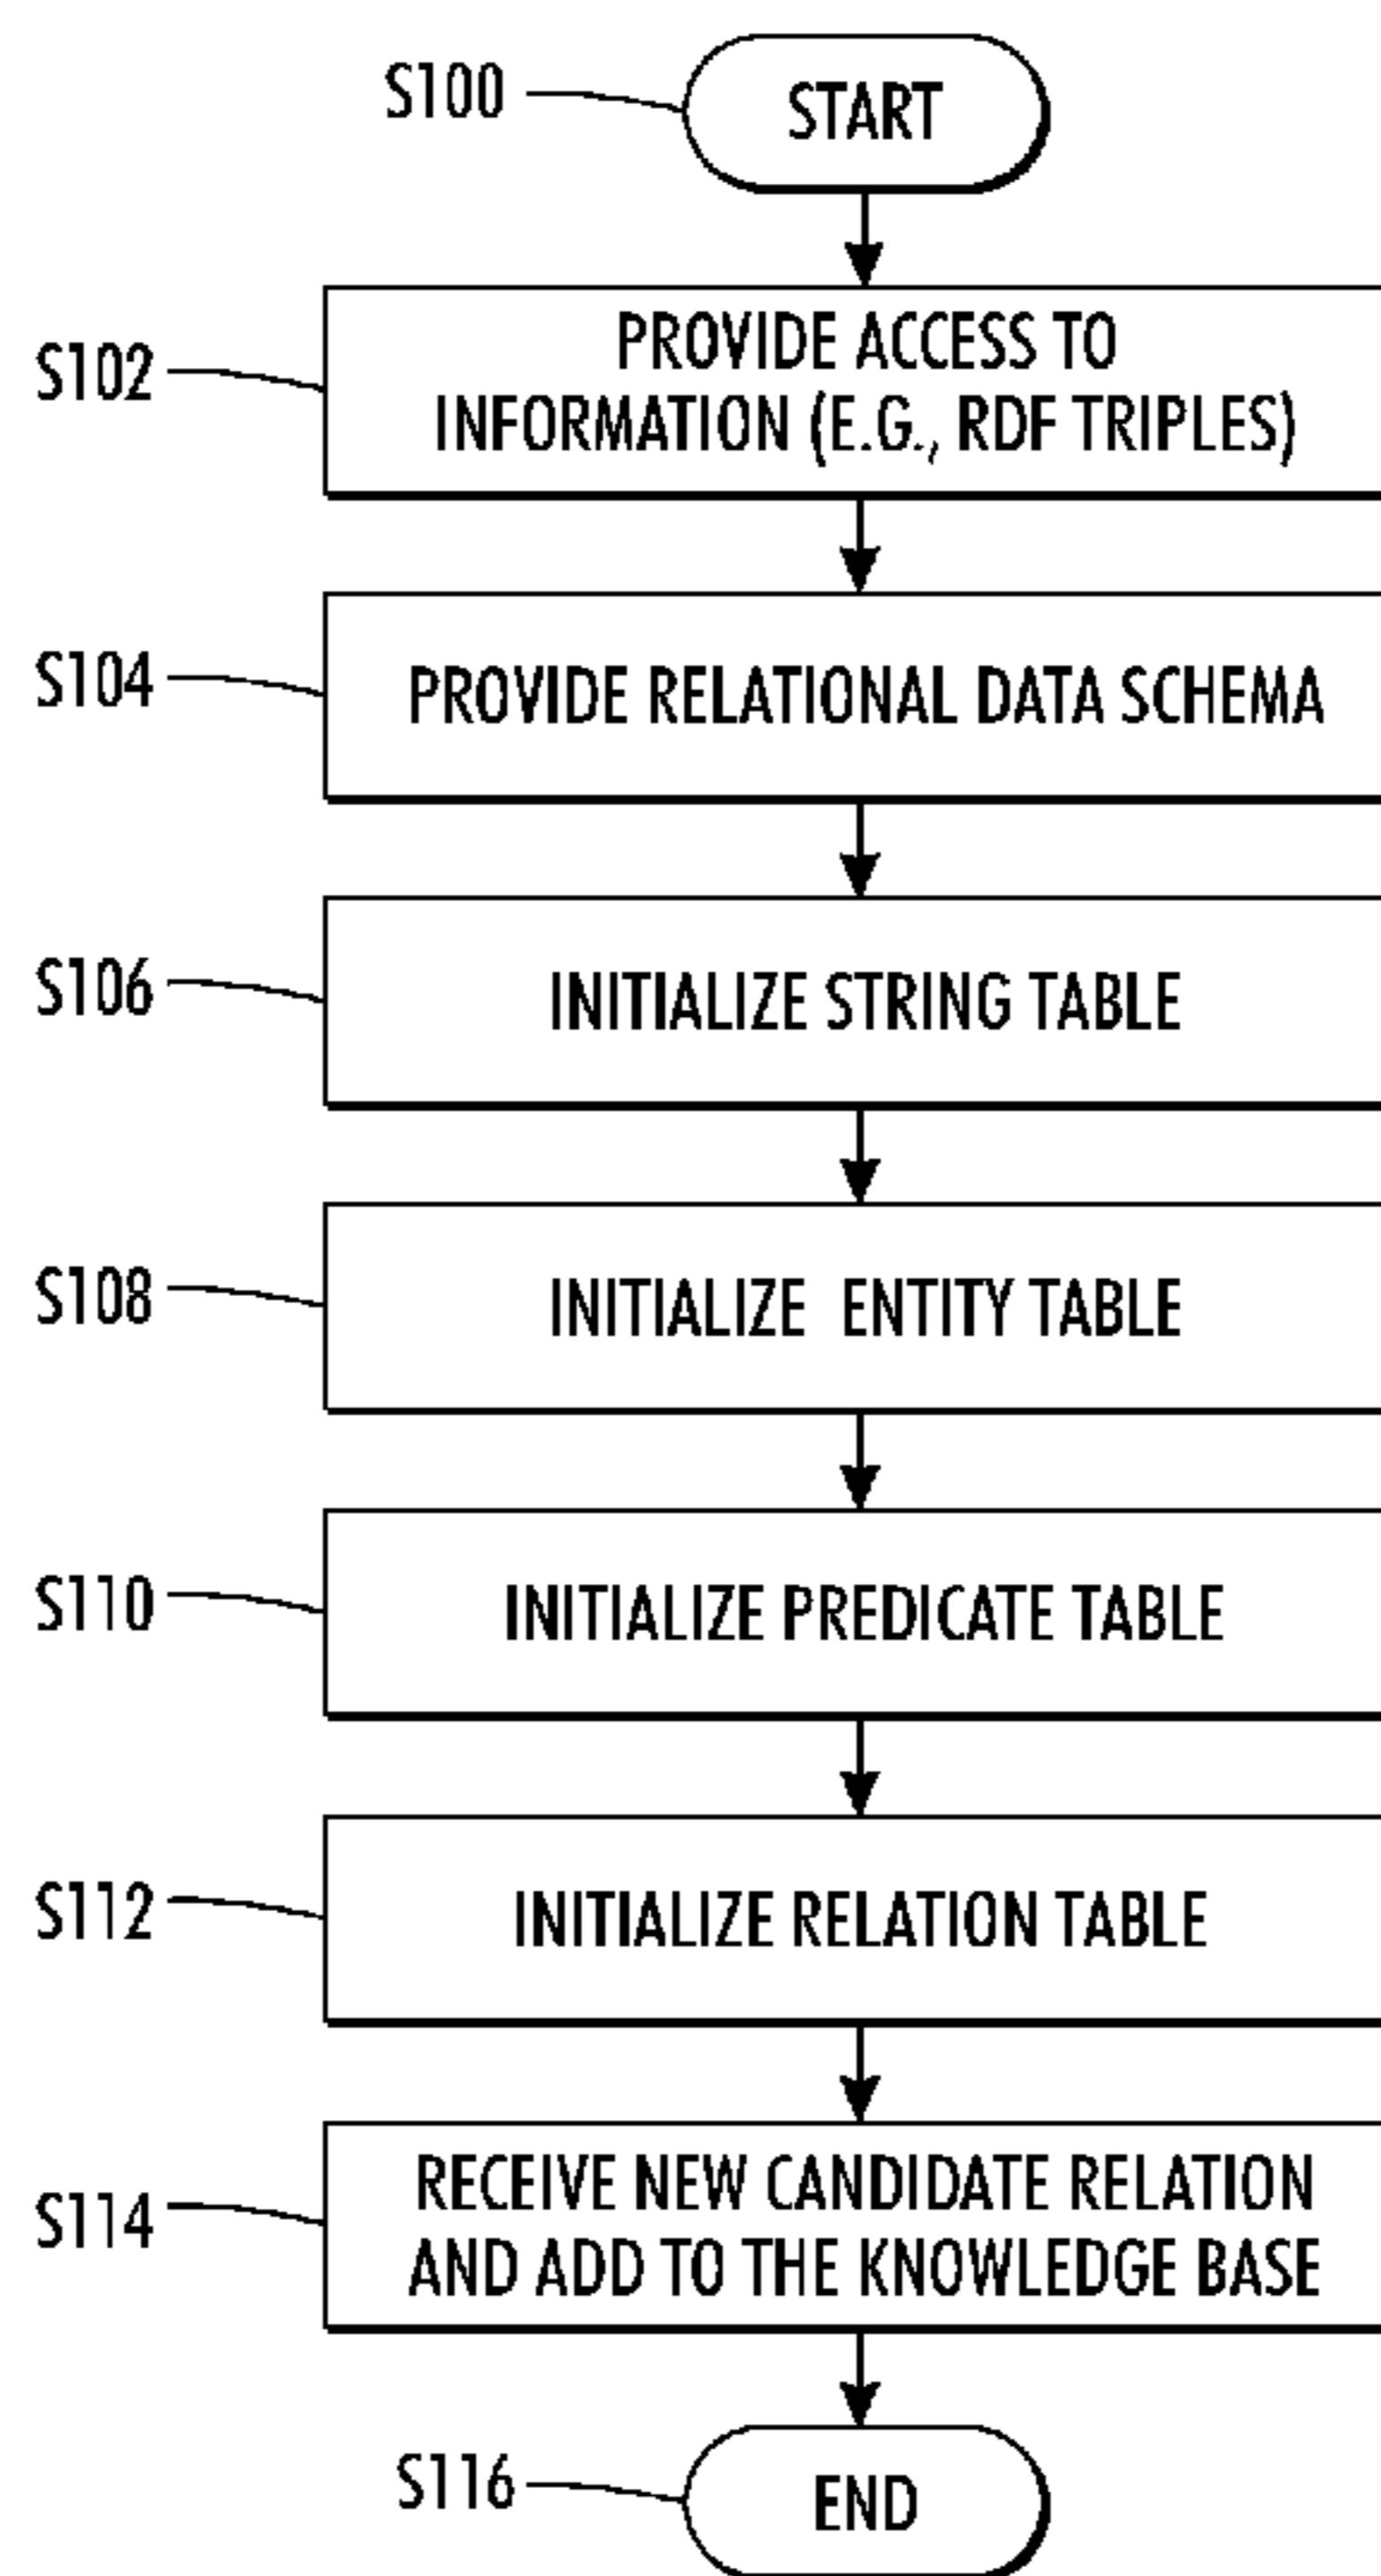 S100
START
S102
PROVIDE ACCESS TO
INFORMATION (E.G., RDF TRIPLES)
S104
PROVIDE RELATIONAL DATA SCHEMA
S106
INITIALIZE STRING TABLE
S108
INITIALIZE ENTITY TABLE
S110
INITIALIZE PREDICATE TABLE
S112
INITIALIZE RELATION TABLE
S114
RECEIVE NEW CANDIDATE RELATION
AND ADD TO THE KNOWLEDGE BASE
S116
END